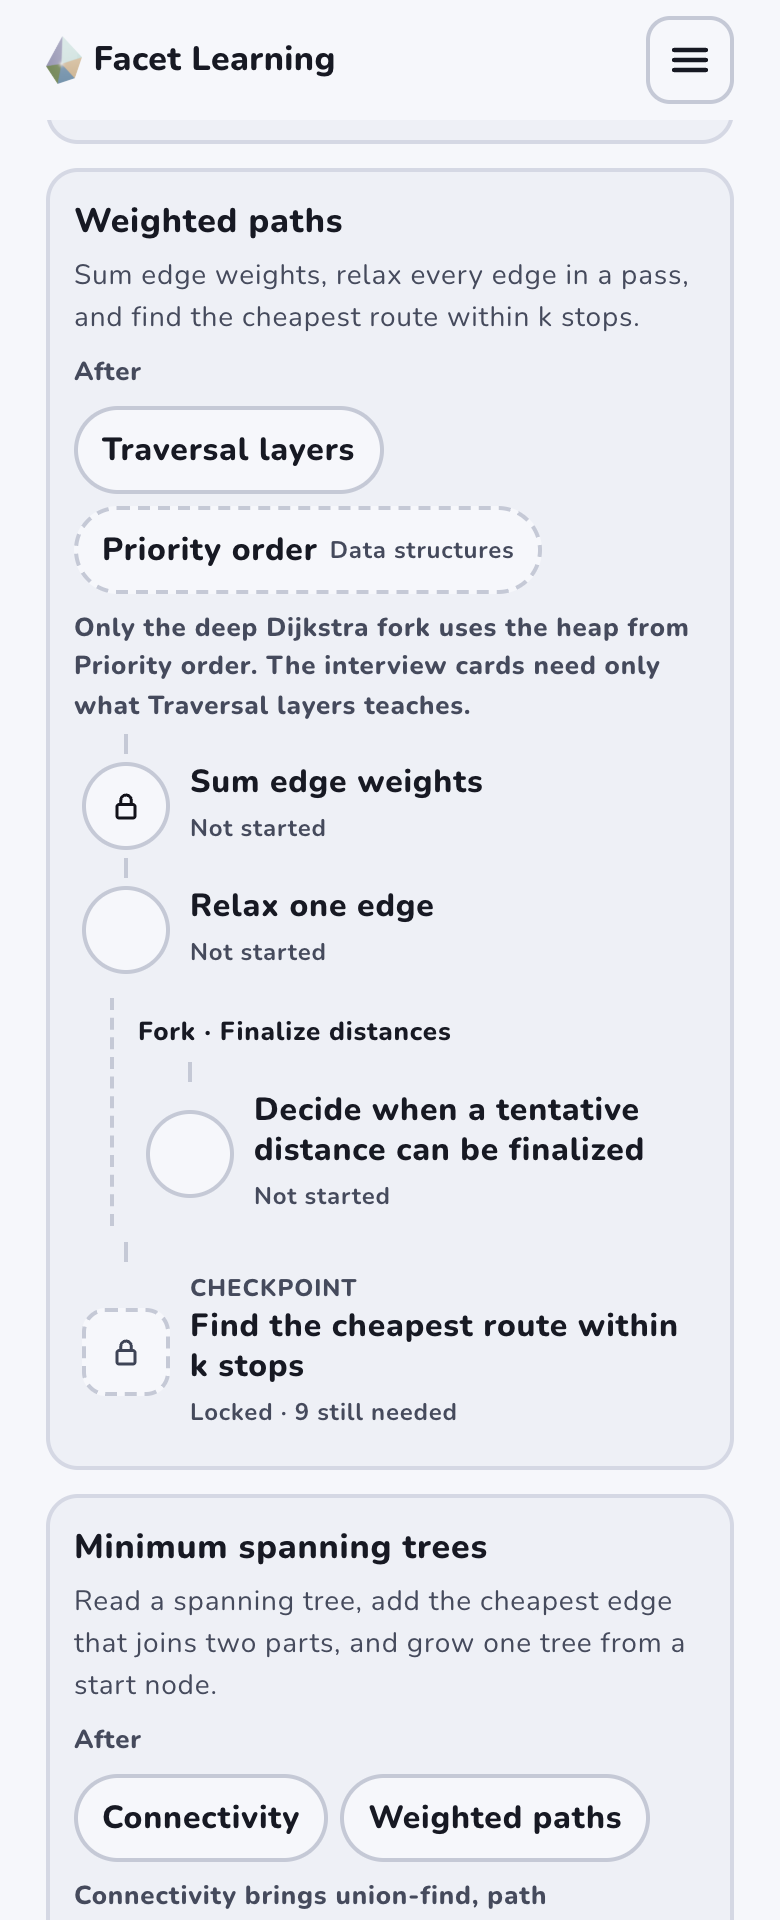 Facet Learning
Weighted paths
Sum edge weights, relax every edge in a pass,
and find the cheapest route within k stops.
After
Traversal layers
Priority order Data structures
Only the deep Dijkstra fork uses the heap from
Priority order. The interview cards need only
what Traversal layers teaches.
Sum edge weights
Not started
Relax one edge
Not started
Fork · Finalize distances
Decide when a tentative
distance can be finalized
Not started
CHECKPOINT
Find the cheapest route within
k stops
Locked · 9 still needed
Minimum spanning trees
Read a spanning tree, add the cheapest edge
that joins two parts, and grow one tree from a
start node.
After
Connectivity Weighted paths
Connectivity brings union-find, path